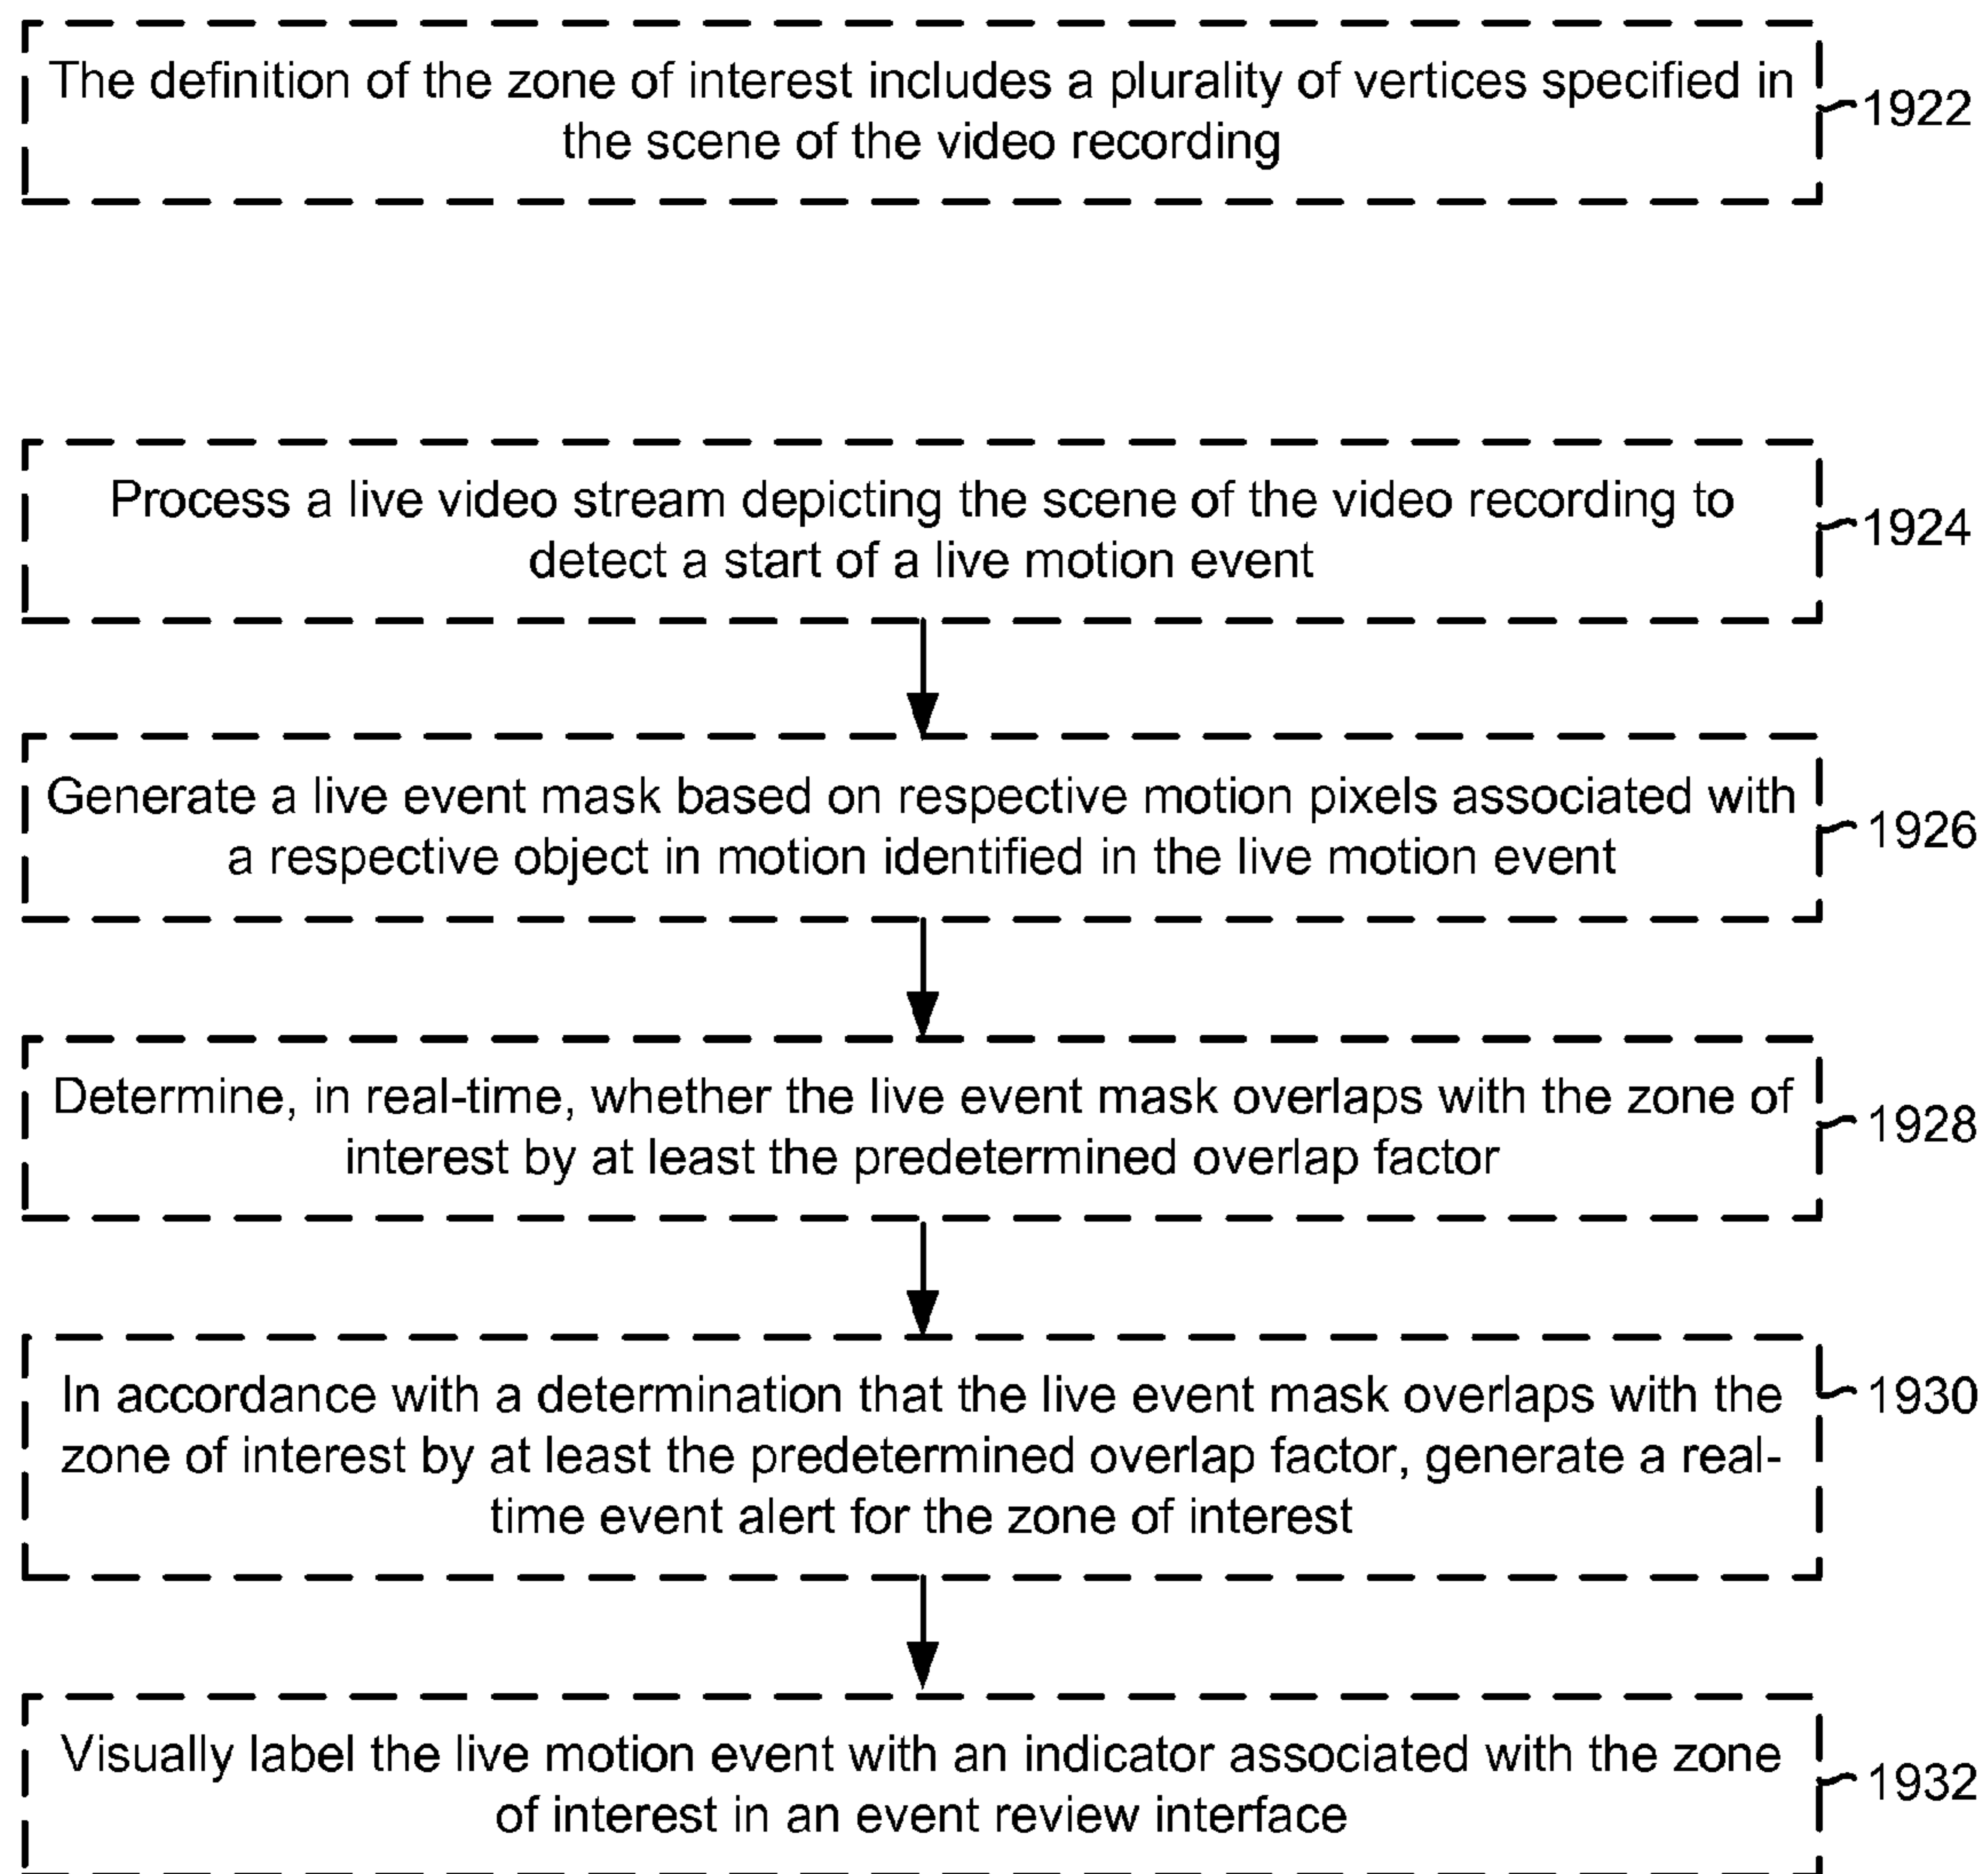 The definition of the zone of interest includes a plurality of vertices specified in
the scene of the video recording
1922
Process a live video stream depicting the scene of the video recording to
detect a start of a live motion event
1924
Generate a live event mask based on respective motion pixels associated with
a respective object in motion identified in the live motion event
1926
Determine, in real-time, whether the live event mask overlaps with the zone of
interest by at least the predetermined overlap factor
1928
In accordance with a determination that the live event mask overlaps with the
zone of interest by at least the predetermined overlap factor, generate a real-
time event alert for the zone of interest
1930
Visually label the live motion event with an indicator associated with the zone
of interest in an event review interface
1932